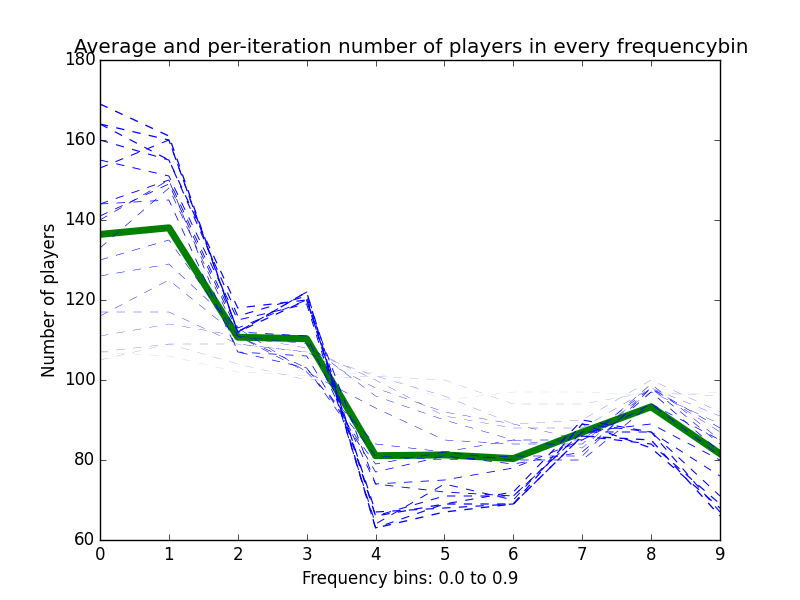 Average and per-iteration number of players in every frequencybin
180
160
140
120
100
80
60
Number of players
0 1 2 3 4 5 6 7 8 9
Frequency bins: 0.0 to 0.9